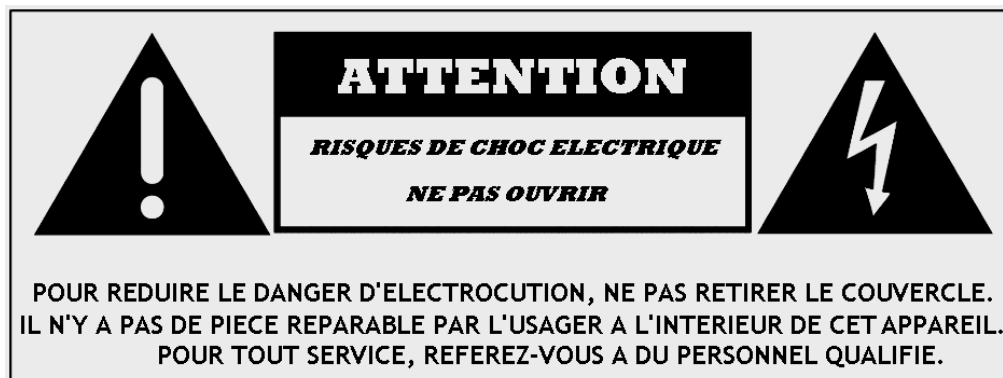 ATTENTION
RISQUES DE CHOC ELECTRIQUE
NE PAS OUVRIR
POUR REDUIRE LE DANGER D'ELECTROCUTION, NE PAS RETIRER LE COUVERCLE.
IL N'Y A PAS DE PIECE REPARABLE PAR L'USAGER A L'INTERIEUR DE CET APPAREIL.
POUR TOUT SERVICE, REFEREZ-VOUS A DU PERSONNEL QUALIFIE.